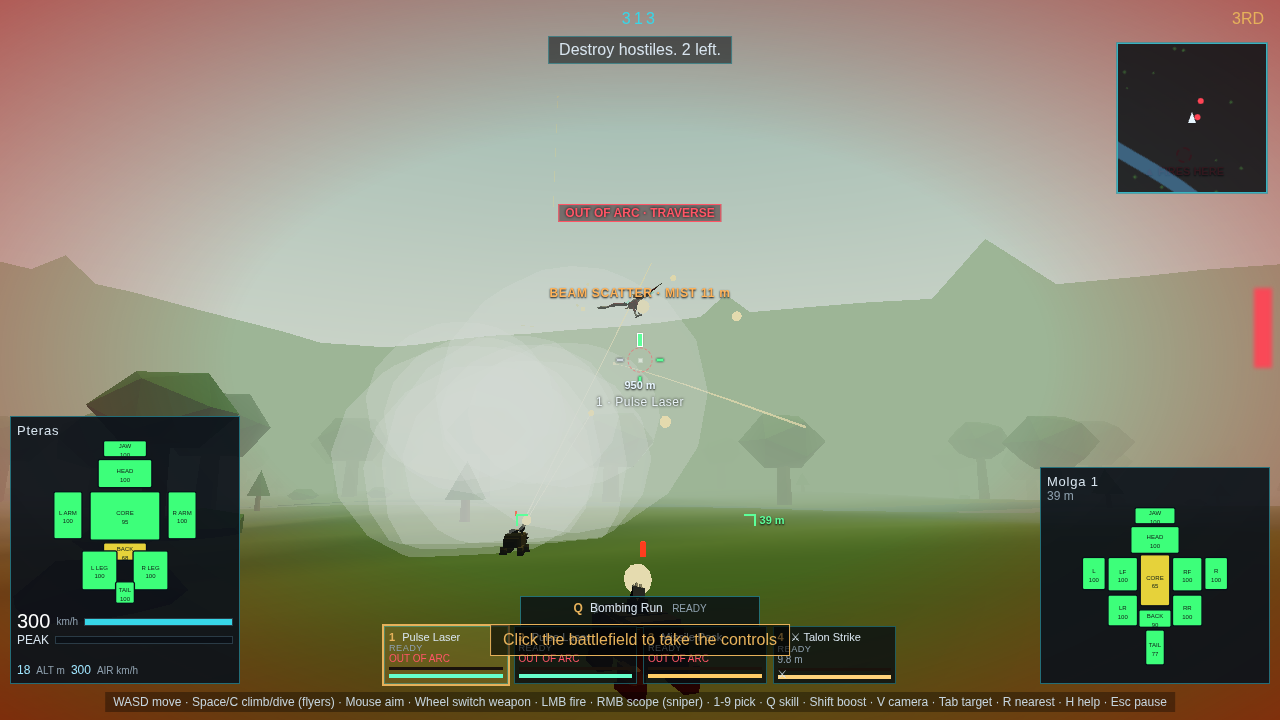 313
3RD
Destroy hostiles. 2 left.
OUT OF ARC · TRAVERSE
BEAM SCATTER · MIST 11 m
950 m
1 · Pulse Laser
39 m
Pteras
JAW
100
HEAD
100
L ARM
100
CORE
95
R ARM
100
BACK
68
L LEG
100
R LEG
100
TAIL
100
300 km/h
PEAK
18 ALT m 300 AIR km/h
Molga 1
39 m
JAW
100
HEAD
100
L
100
LF
100
CORE
65
RF
100
R
100
LR
100
BACK
90
RR
100
TAIL
77
Q Bombing Run READY
1 Pulse Laser
READY
OUT OF ARC
READY
OUT OF ARC
READY
OUT OF ARC
4 ⚔ Talon Strike
READY
9.8 m
Click the battlefield to take the controls
WASD move · Space/C climb/dive (flyers) · Mouse aim · Wheel switch weapon · LMB fire · RMB scope (sniper) · 1-9 pick · Q skill · Shift boost · V camera · Tab target · R nearest · H help · Esc pause